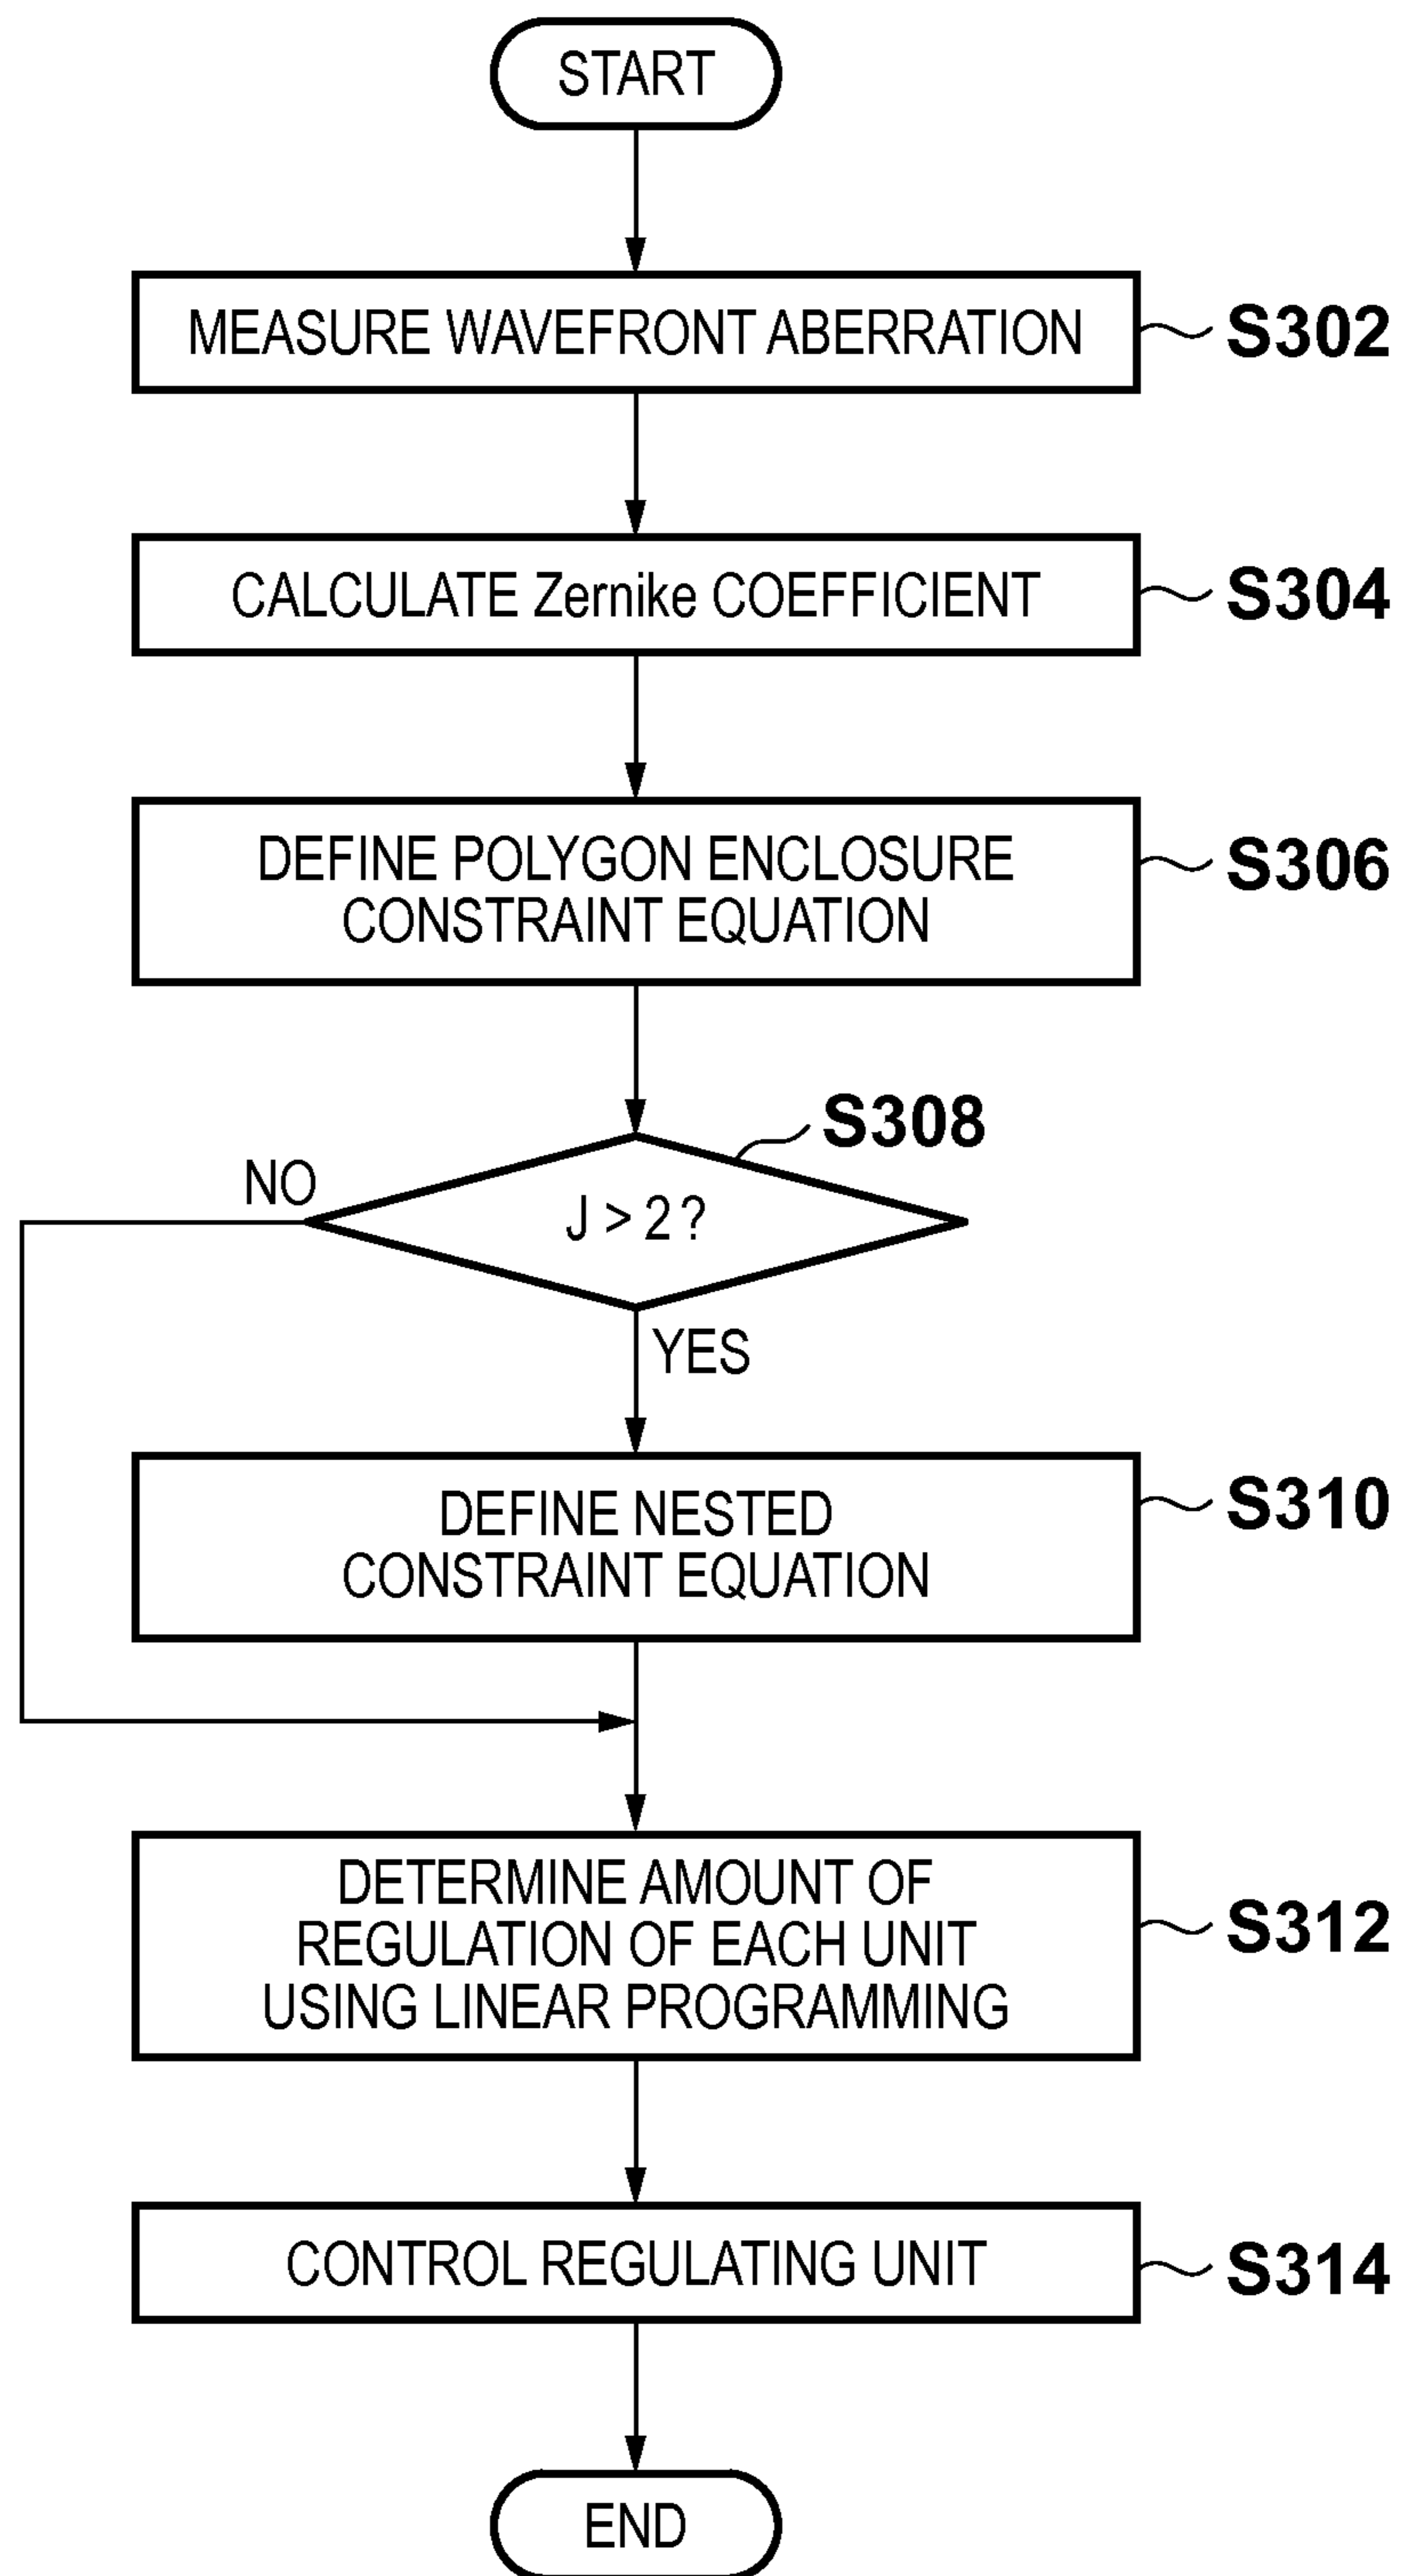 START
MEASURE WAVEFRONT ABERRATION
S302
CALCULATE Zernike COEFFICIENT
S304
DEFINE POLYGON ENCLOSURE
CONSTRAINT EQUATION
S306
S308
NO
J > 2 ?
YES
DEFINE NESTED
CONSTRAINT EQUATION
S310
DETERMINE AMOUNT OF
REGULATION OF EACH UNIT
USING LINEAR PROGRAMMING
S312
CONTROL REGULATING UNIT
S314
END